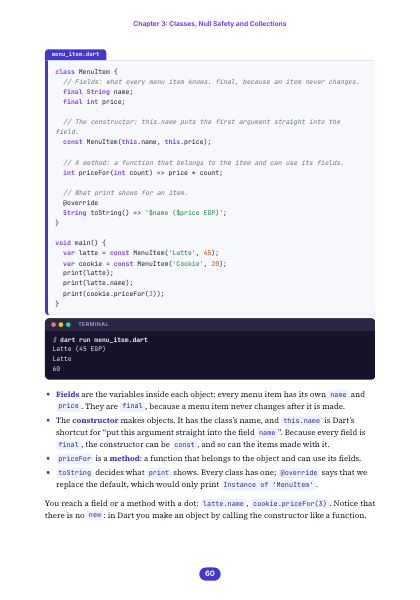 Chapter 3: Classes, Null Safety and Collections
menu_item.dart
class MenuItem {
// Fields: what every menu item knows. final, because an item never changes.
final String name;
final int price;
// The constructor: this.name puts the first argument straight into the
field.
const MenuItem(this.name, this.price);
// A method: a function that belongs to the item and can use its fields.
int priceFor(int count) => price * count;
// What print shows for an item.
@override
String toString() => '$name ($price EGP)';
}
void main() {
var latte = const MenuItem('Latte', 45);
var cookie = const MenuItem('Cookie', 20);
print(latte);
print(latte.name);
print(cookie.priceFor(3));
}
TERMINAL
$ dart run menu_item.dart
Latte (45 EGP)
Latte
60
• Fields are the variables inside each object: every menu item has its own name and
price. They are final, because a menu item never changes after it is made.
• The constructor makes objects. It has the class's name, and this.name is Dart's
shortcut for "put this argument straight into the field name". Because every field is
final, the constructor can be const, and so can the items made with it.
• priceFor is a method: a function that belongs to the object and can use its fields.
• toString decides what print shows. Every class has one; @override says that we
replace the default, which would only print Instance of 'MenuItem'.
You reach a field or a method with a dot: latte.name, cookie.priceFor(3). Notice that
there is no new: in Dart you make an object by calling the constructor like a function.
60